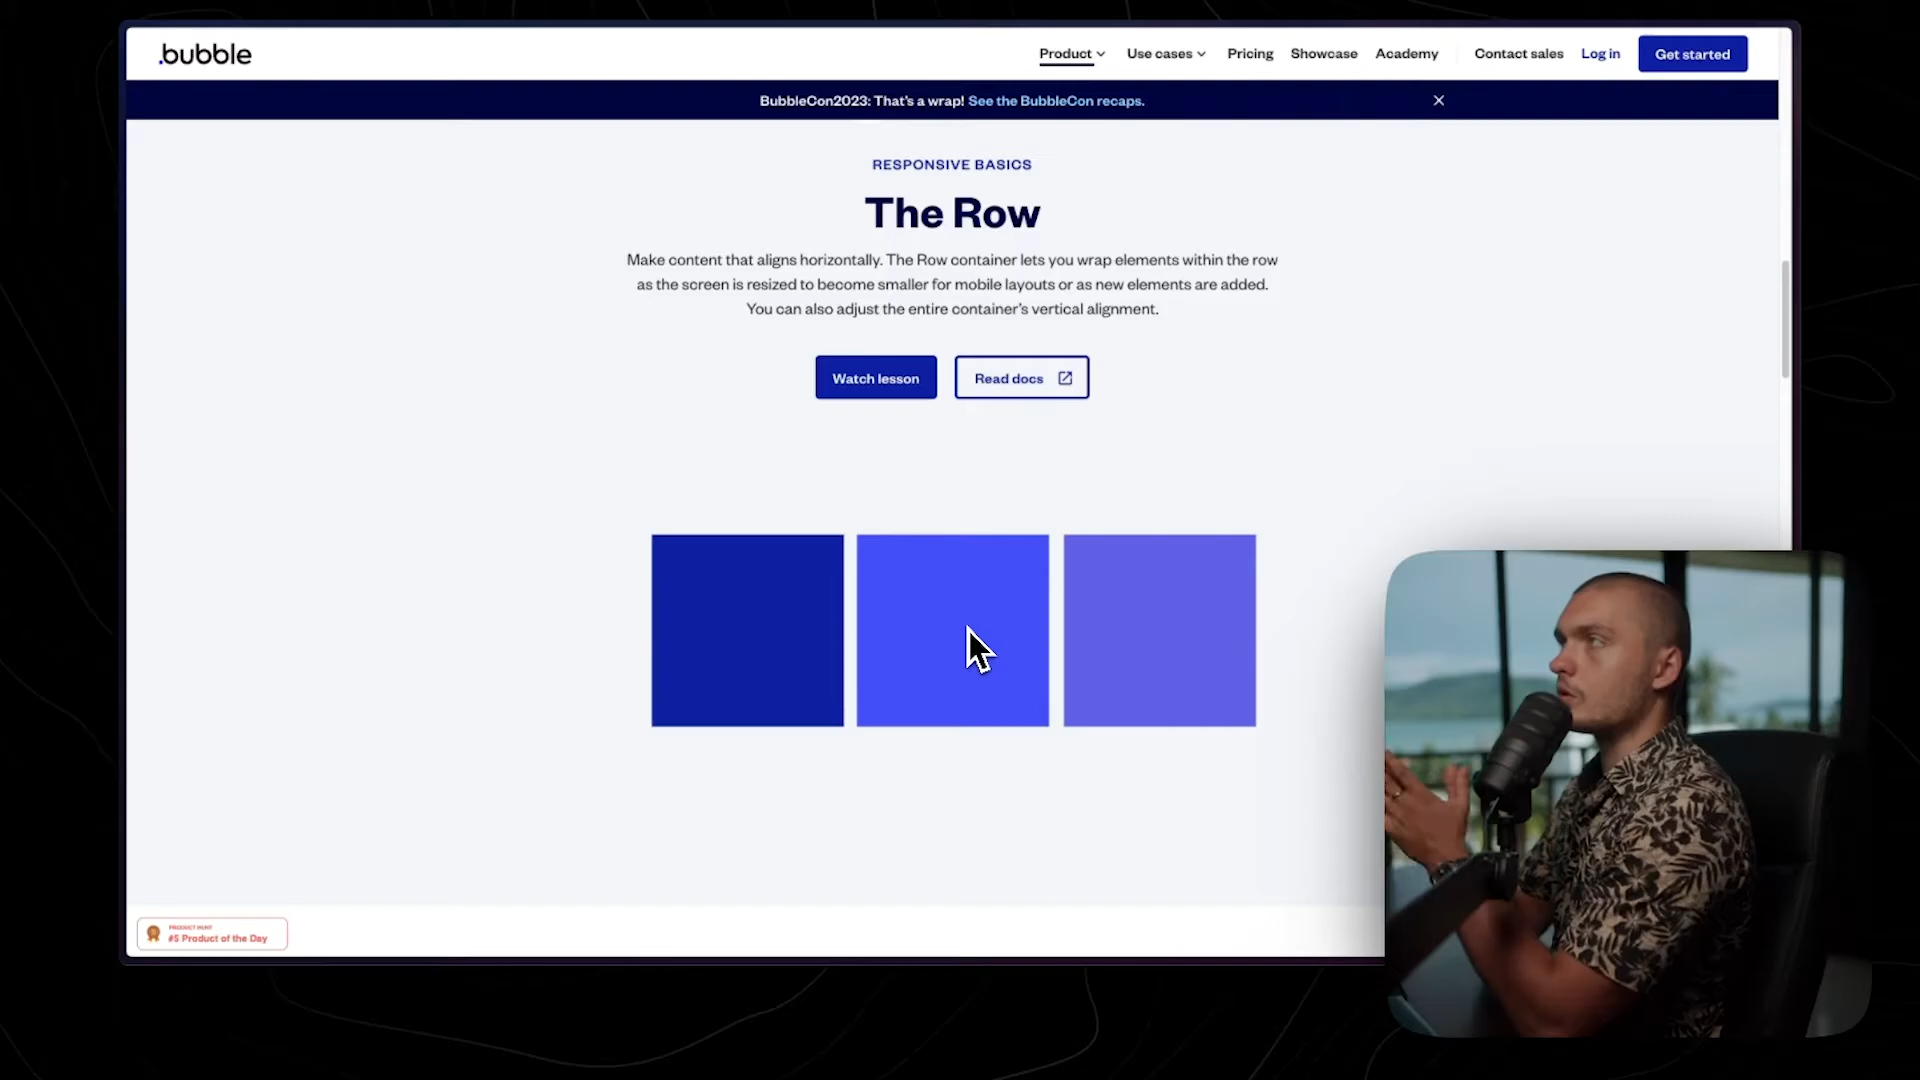 .bubble
Product Use cases Pricing Showcase Academy Contact sales Log in Get started
BubbleCon2023: That's a wrap! See the BubbleCon recaps.
RESPONSIVE BASICS
The Row
Make content that aligns horizontally. The Row container lets you wrap elements within the row
as the screen is resized to become smaller for mobile layouts or as new elements are added.
You can also adjust the entire container's vertical alignment.
Watch lesson Read docs
PRODUCT HUNT
#5 Product of the Day